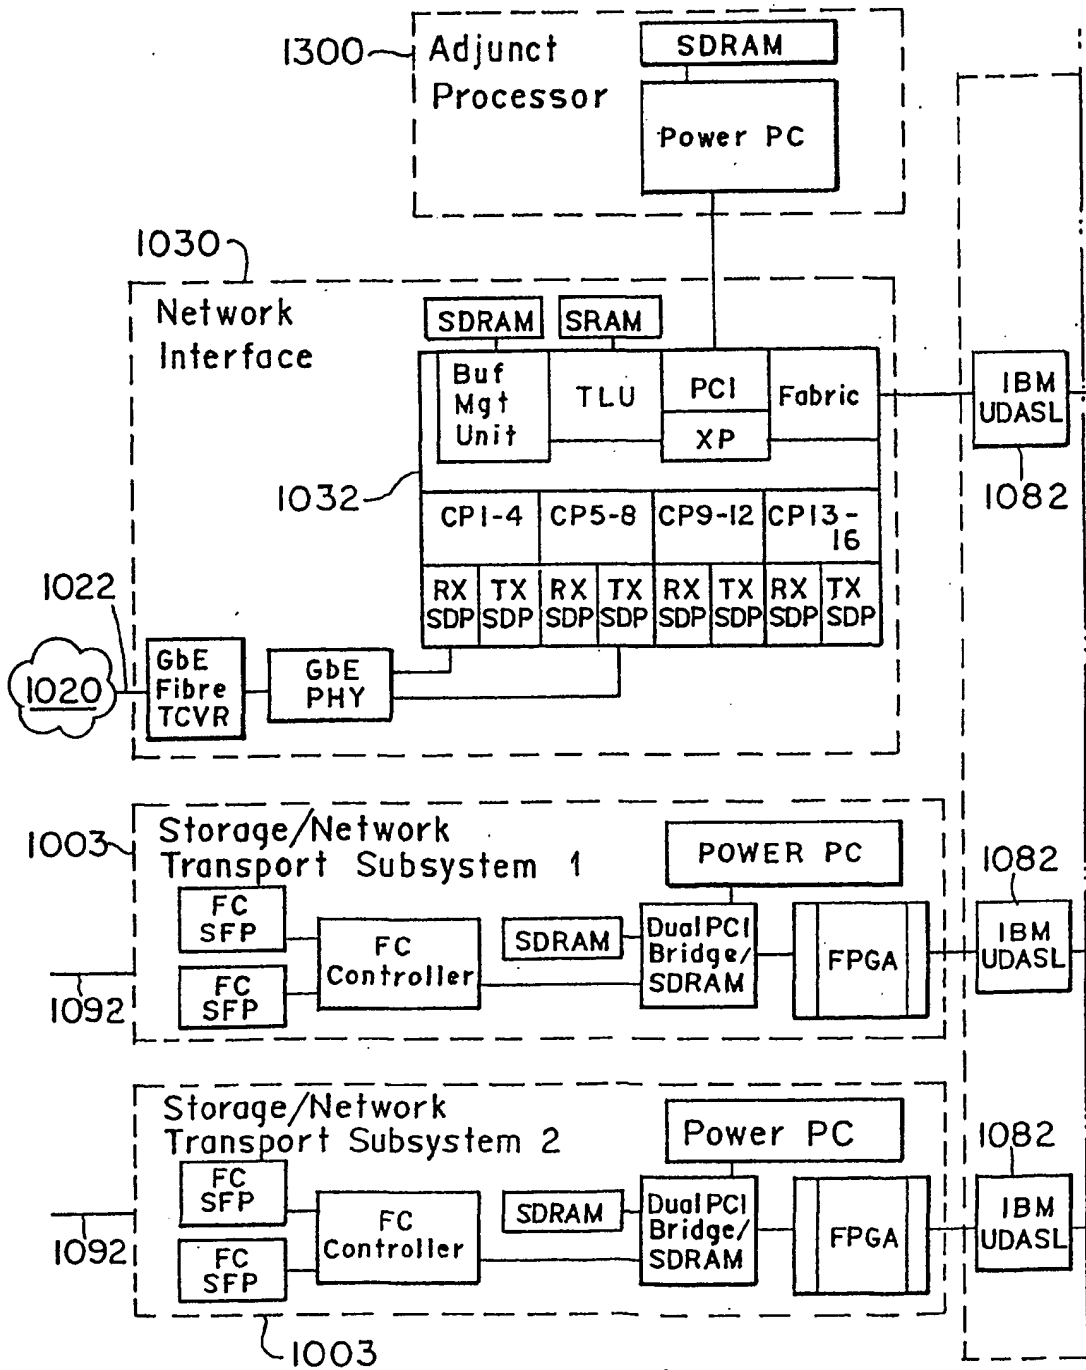 1300
Adjunct
Processor
SDRAM
Power PC
1030
Network
Interface
SDRAM
SRAM
Buf
Mgt
Unit
TLU
PCI
XP
Fabric
IBM
UDASL
1082
1032
CP1-4
CP5-8
CP9-12
CP13-
16
RX
SDP
TX
SDP
RX
SDP
TX
SDP
RX
SDP
TX
SDP
RX
SDP
TX
SDP
1022
1020
GbE
Fibre
TCVR
GbE
PHY
1003
Storage/Network
Transport Subsystem 1
POWER PC
FC
SFP
FC
SFP
FC
Controller
SDRAM
Dual PCI
Bridge/
SDRAM
FPGA
1082
IBM
UDASL
1092
Storage/Network
Transport Subsystem 2
Power PC
FC
SFP
FC
SFP
FC
Controller
SDRAM
Dual PCI
Bridge/
SDRAM
FPGA
1082
IBM
UDASL
1092
1003